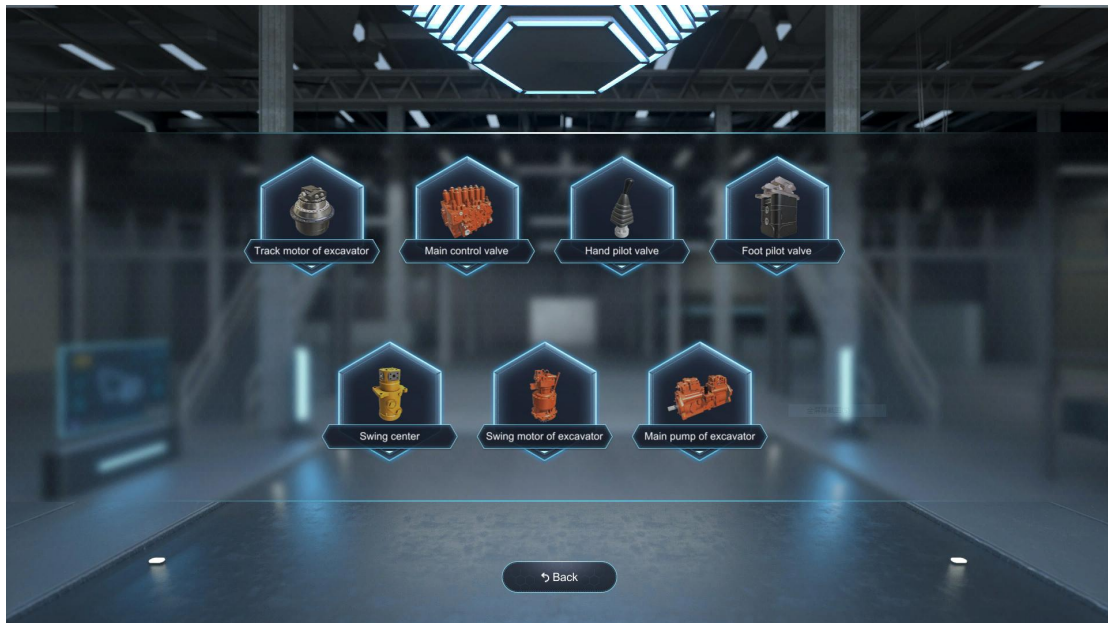 Track motor of excavator
Main control valve
Hand pilot valve
Foot pilot valve
Swing center
Swing motor of excavator
Main pump of excavator
Back